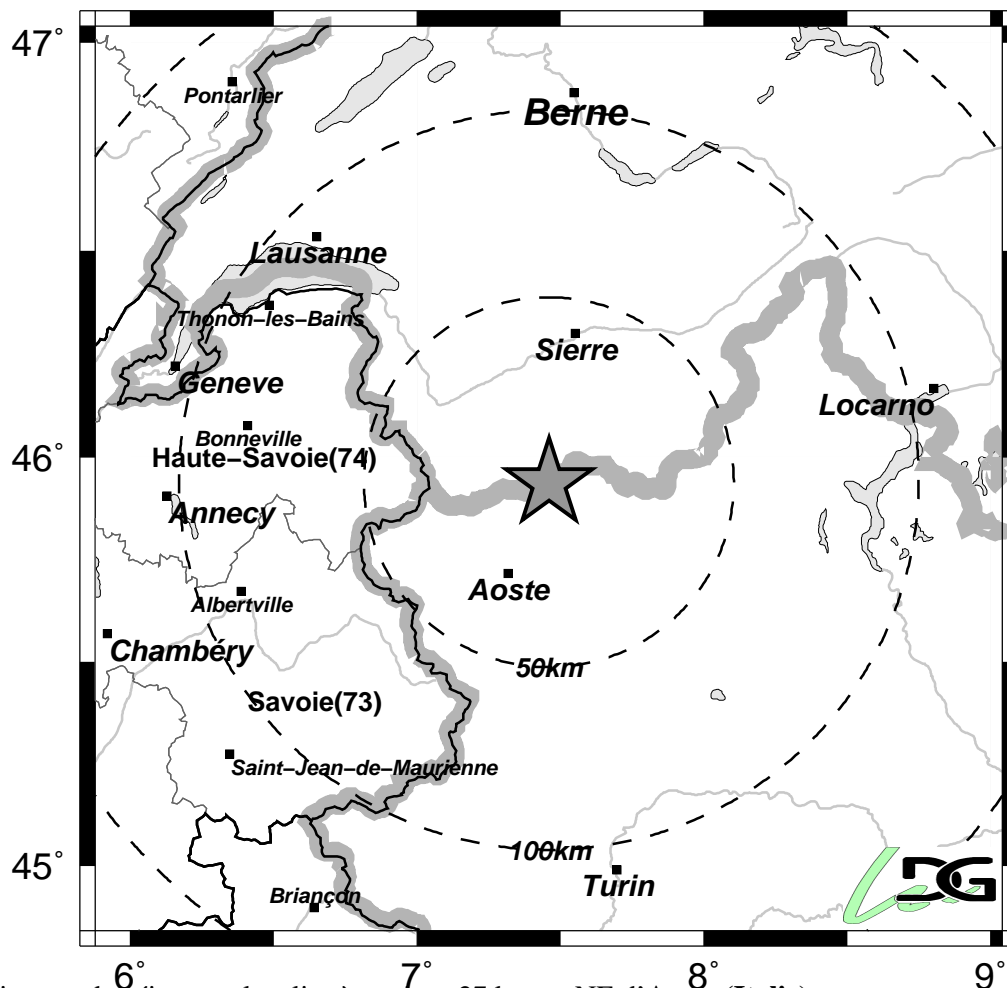 47°
Pontarlier
Berne
Lausanne
Thonon–les–Bains
Sierre
Geneve
Locarno
Bonneville
46°
Haute–Savoie(74)
Annecy
Aoste
Albertville
Chambéry
50km
Savoie(73)
Saint–Jean–de–Maurienne
100km
45°
Turin
DG
Briançon
6°
7°
8°
9°